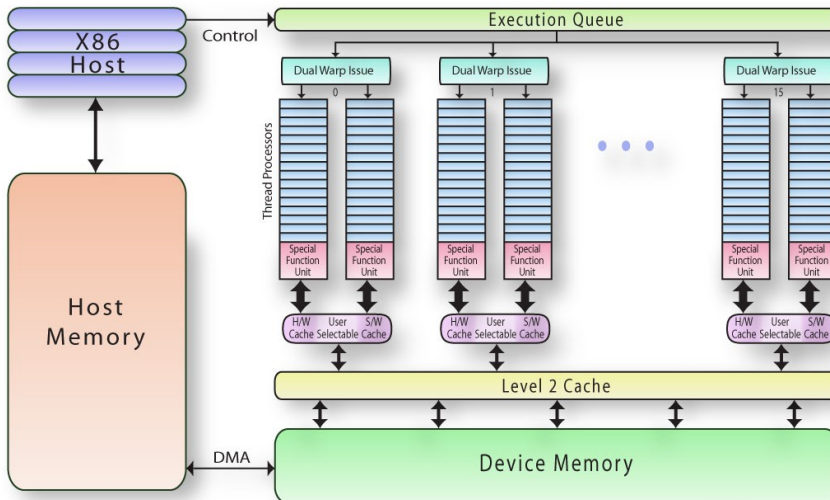 X86
Host
Control
Execution Queue
Dual Warp Issue
Dual Warp Issue
Dual Warp Issue
0
1
15
Thread Processors
Special
Function
Unit
Special
Function
Unit
Special
Function
Unit
Special
Function
Unit
Special
Function
Unit
Special
Function
Unit
H/W User S/W
Cache Selectable Cache
H/W User S/W
Cache Selectable Cache
H/W User S/W
Cache Selectable Cache
Level 2 Cache
Host
Memory
DMA
Device Memory